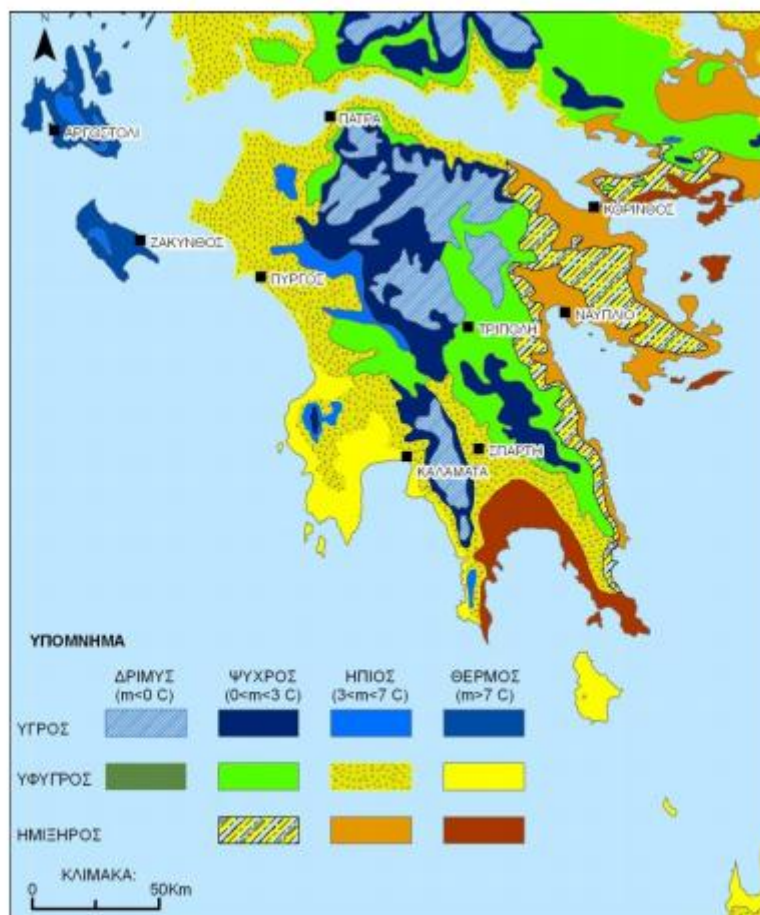 N
ΠΑΤΡΑ
ΑΡΓΟΣΤΟΛΙ
ΚΟΡΙΝΘΟΣ
ΖΑΚΥΝΘΟΣ
ΠΥΡΓΟΣ
ΝΑΥΠΛΙΟ
ΤΡΙΠΟΛΗ
ΣΠΑΡΤΗ
ΚΑΛΑΜΑΤΑ
ΥΠΟΜΝΗΜΑ
ΔΡΙΜΥΣ ΨΥΧΡΟΣ ΗΠΙΟΣ ΘΕΡΜΟΣ
(m<0 C) (0<m<3 C) (3<m<7 C) (m>7 C)
ΥΓΡΟΣ
ΥΦΥΓΡΟΣ
ΗΜΙΞΗΡΟΣ
ΚΛΙΜΑΚΑ:
0 50Km